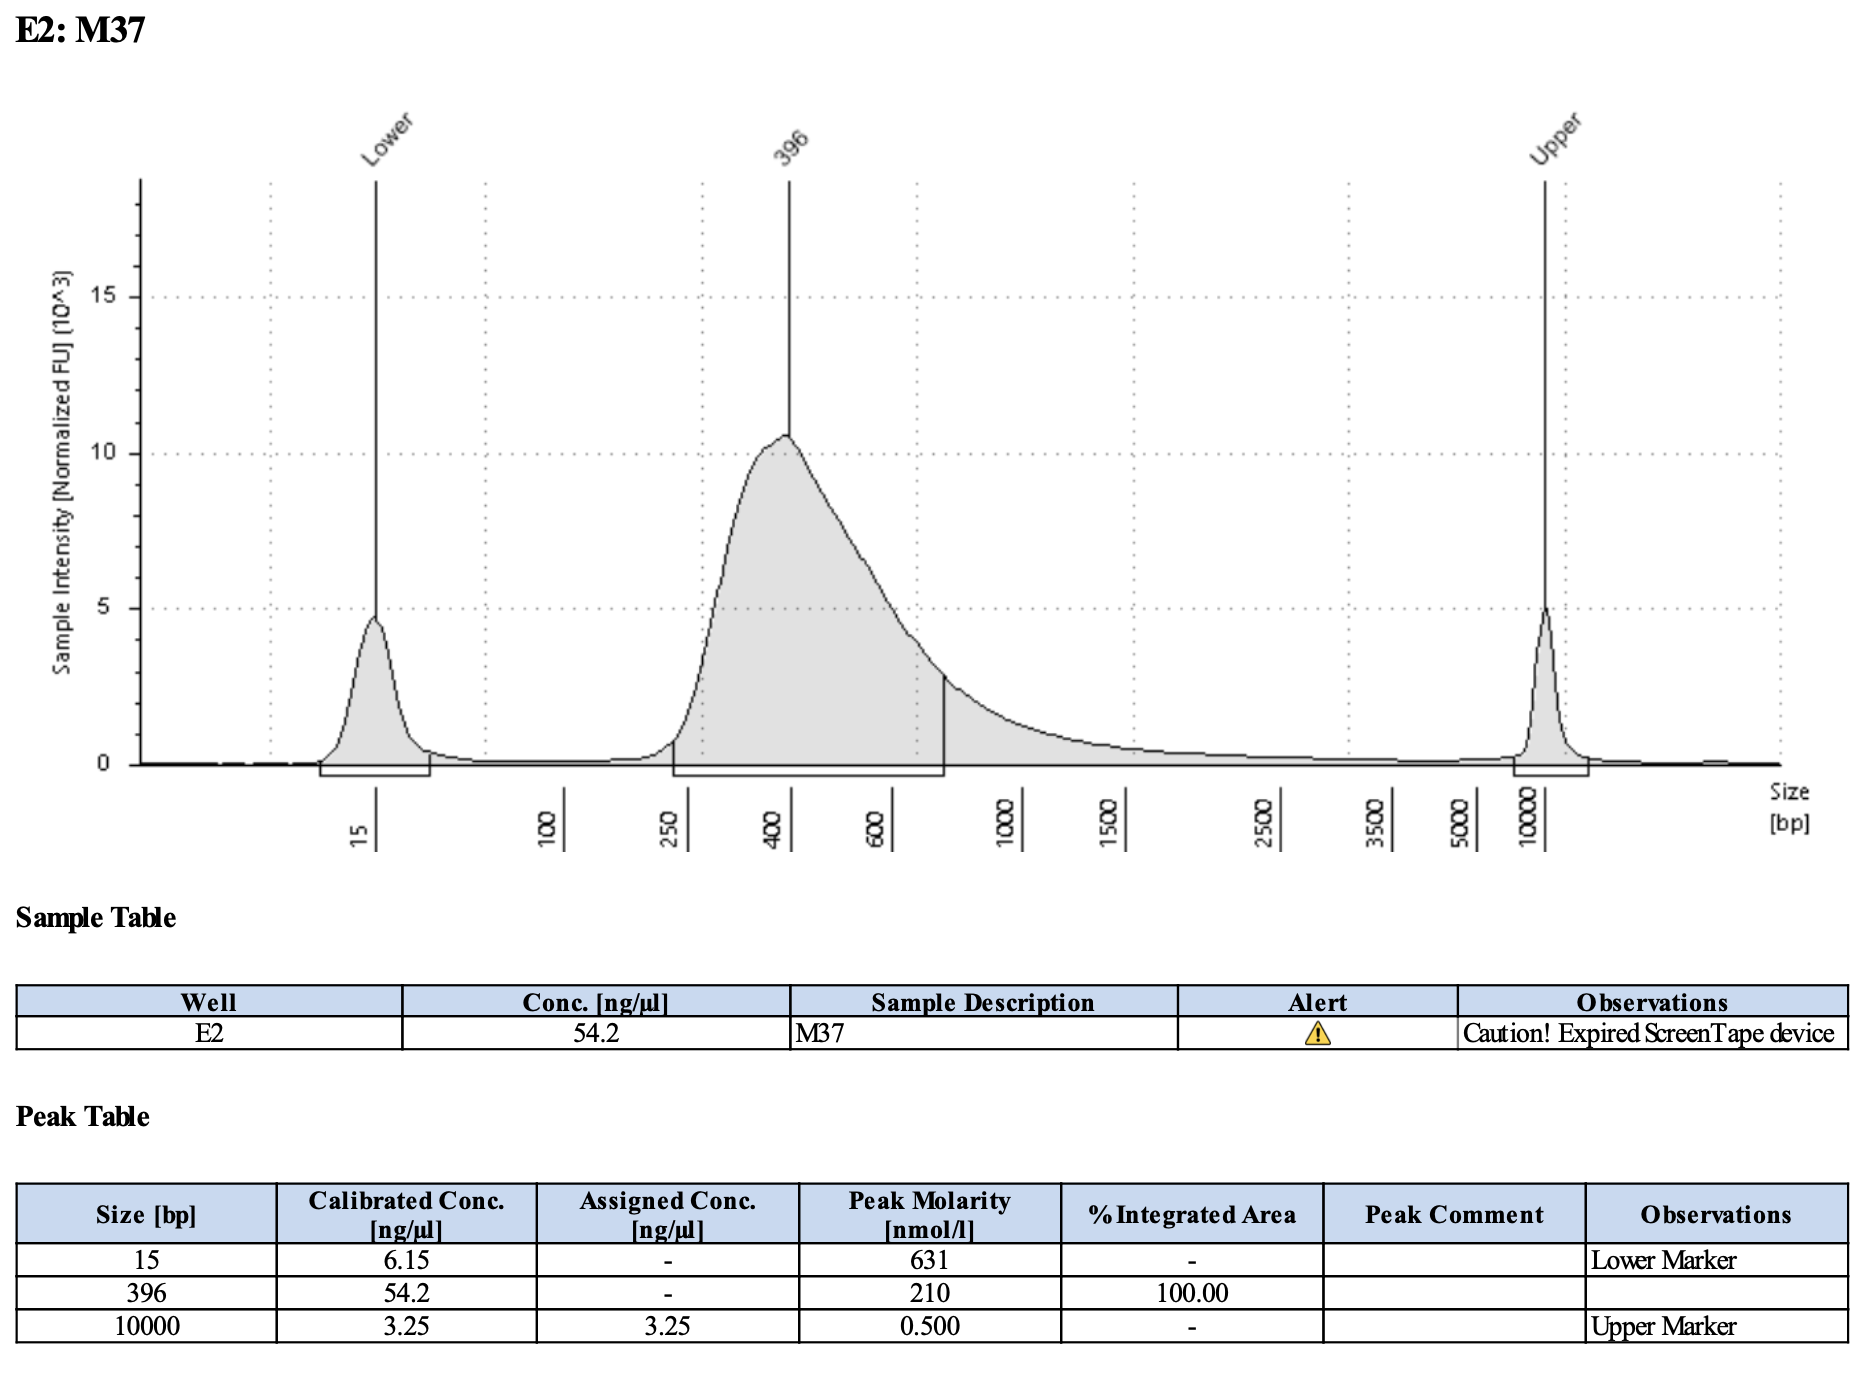 E2: M37
Lower
396
Upper
Sample Intensity [Normalized FU] (10^3)
15
10
5
0
15
100
250
400
600
1000
1500
2500
3500
5000
10000
Size
[bp]
Sample Table
Well Conc. [ng/µl] Sample Description Alert Observations
E2 54.2 M37 Caution! Expired ScreenTape device
Peak Table
Size [bp] Calibrated Conc. [ng/µl] Assigned Conc. [ng/µl] Peak Molarity [nmol/l] % Integrated Area Peak Comment Observations
15 6.15 - 631 - Lower Marker
396 54.2 - 210 100.00
10000 3.25 3.25 0.500 - Upper Marker